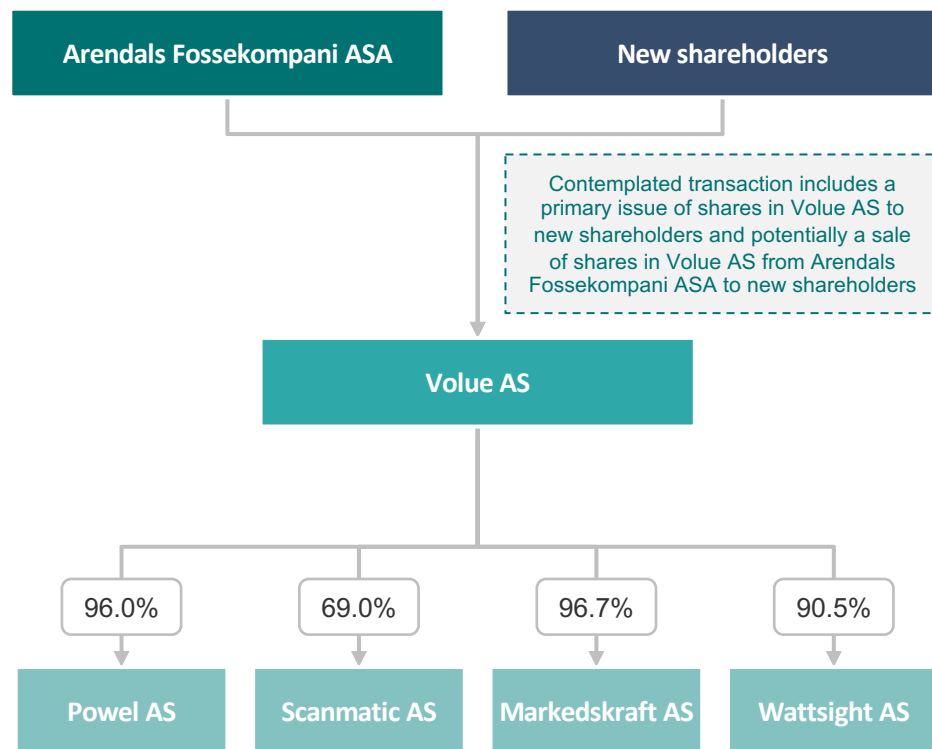 Arendals Fossekompani ASA
New shareholders
Contemplated transaction includes a
primary issue of shares in Volue AS to
new shareholders and potentially a sale
of shares in Volue AS from Arendals
Fossekompani ASA to new shareholders
Volue AS
96.0%
69.0%
96.7%
90.5%
Powel AS
Scanmatic AS
Markedskraft AS
Wattsight AS